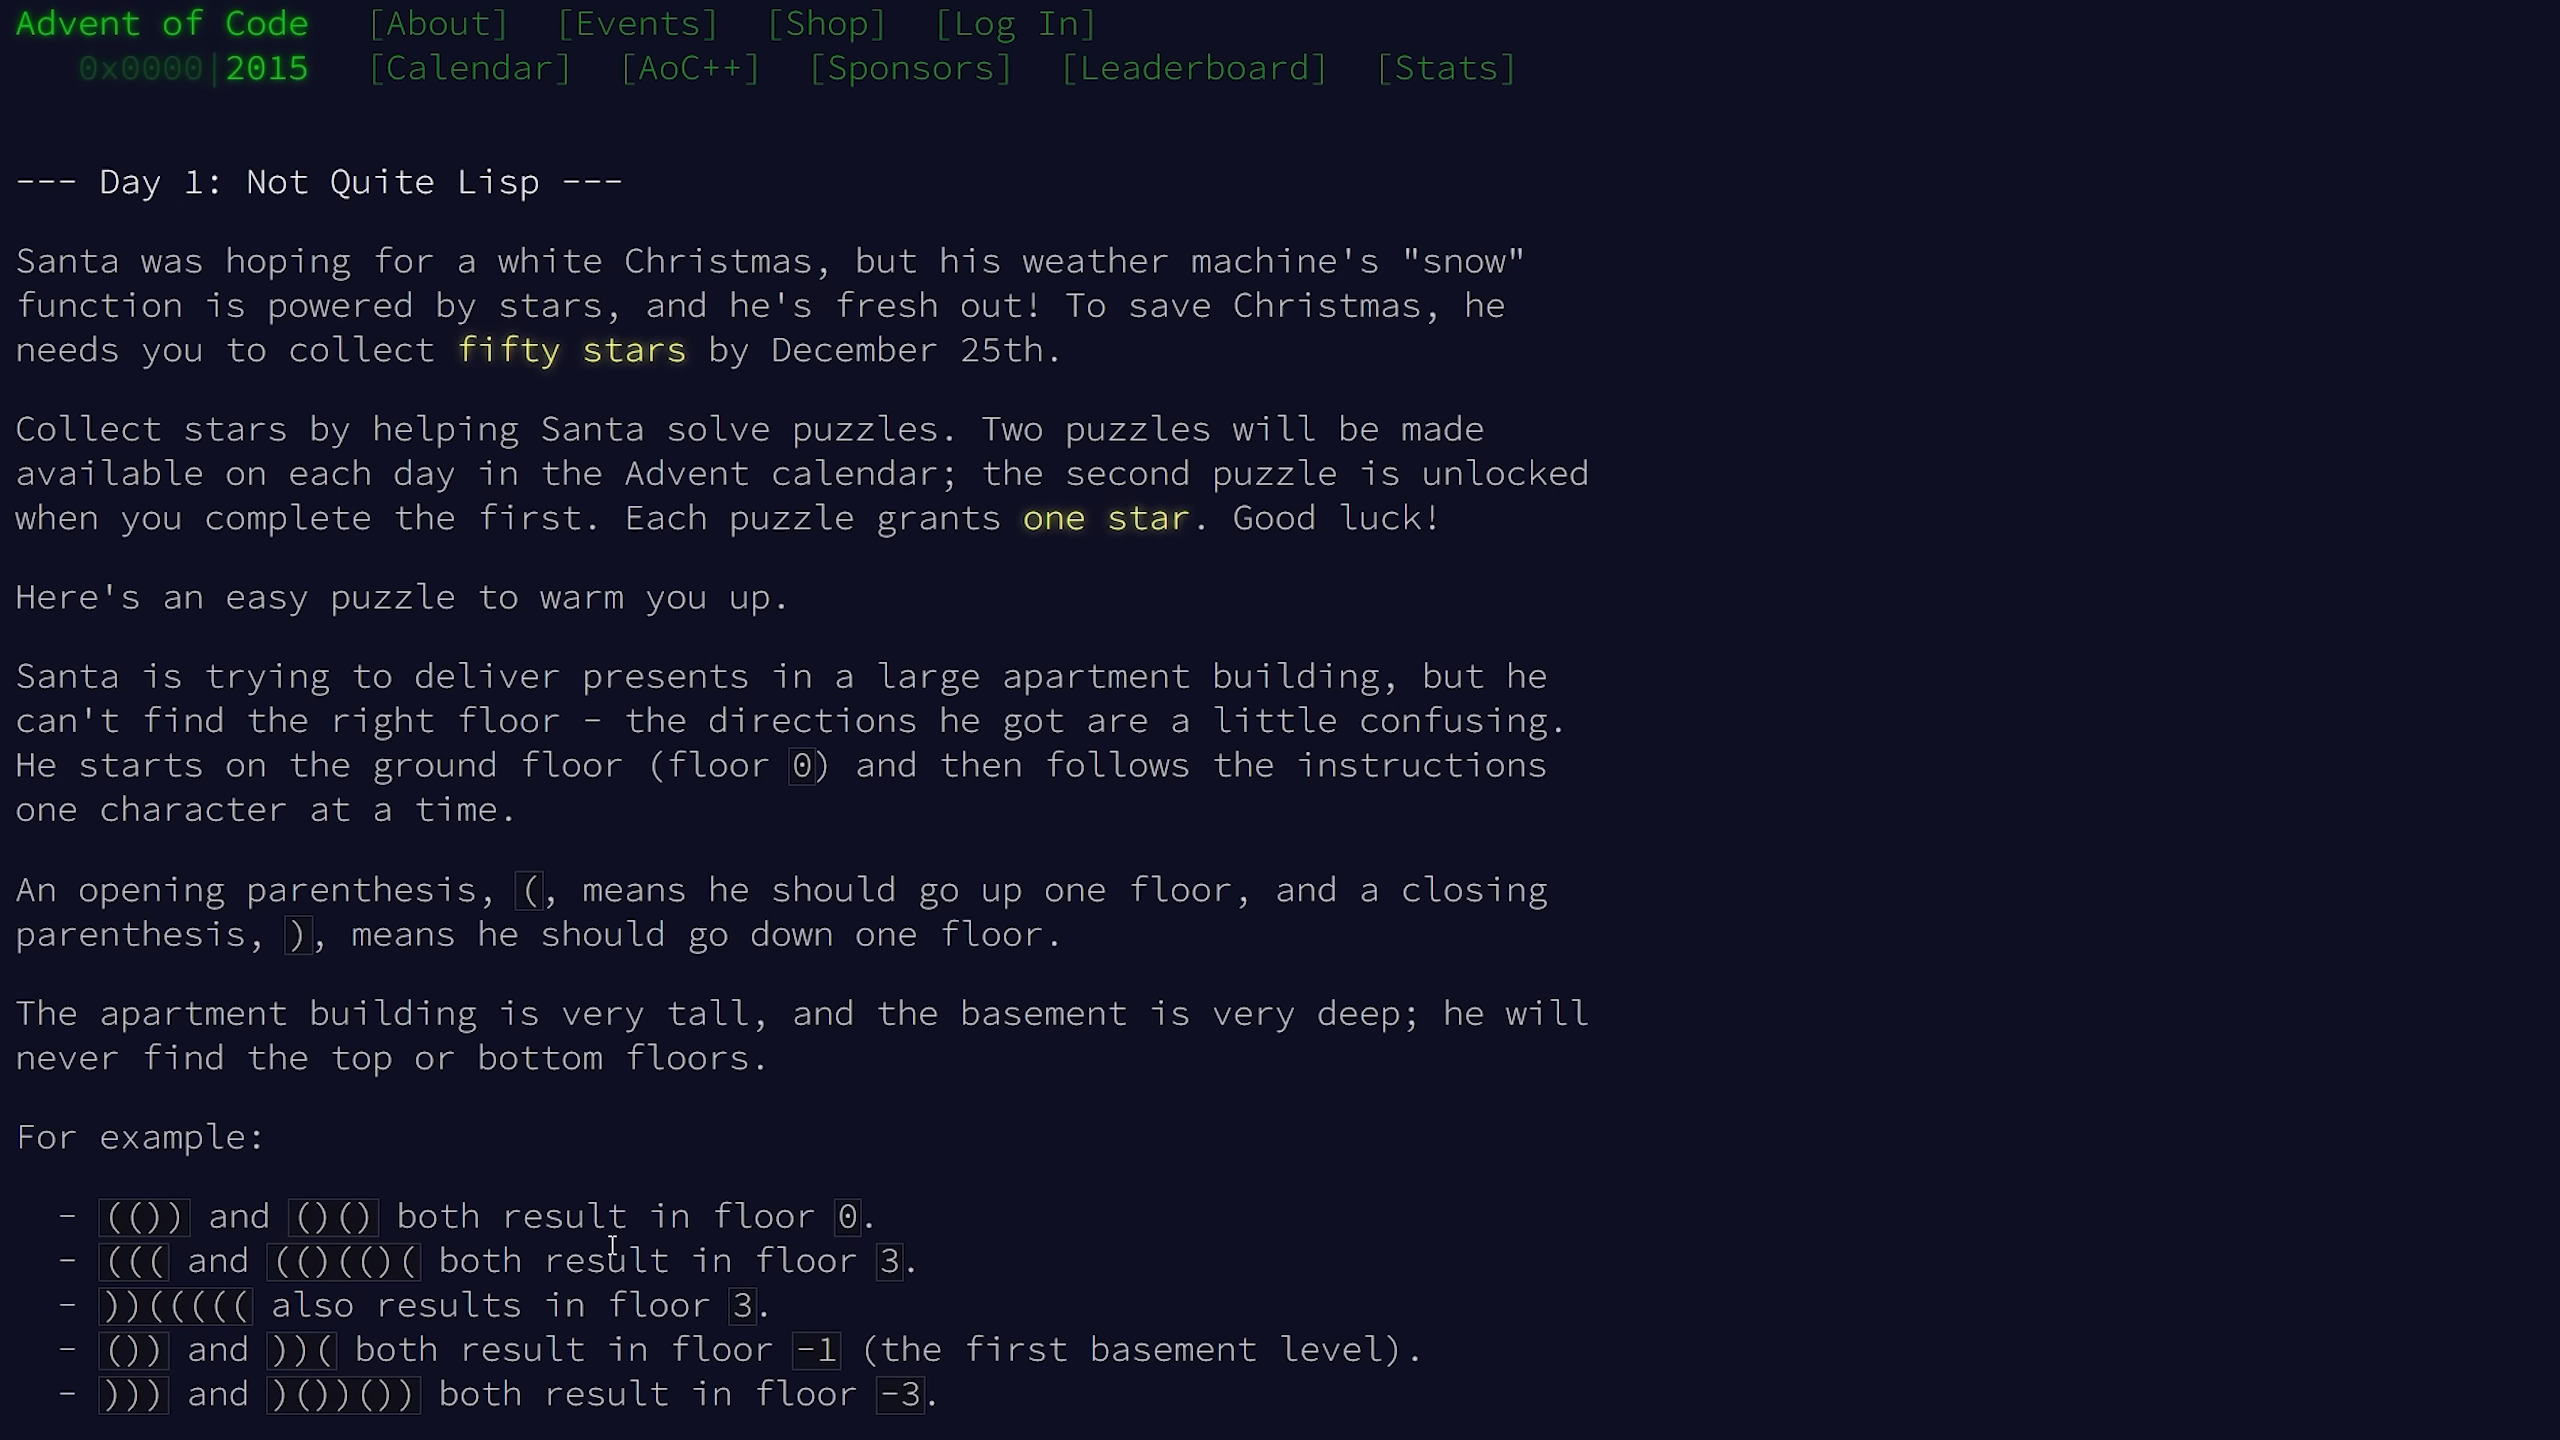 Advent of Code [About] [Events] [Shop] [Log In]
0x0000|2015 [Calendar] [AoC++] [Sponsors] [Leaderboard] [Stats]
--- Day 1: Not Quite Lisp ---
Santa was hoping for a white Christmas, but his weather machine's "snow"
function is powered by stars, and he's fresh out! To save Christmas, he
needs you to collect fifty stars by December 25th.
Collect stars by helping Santa solve puzzles. Two puzzles will be made
available on each day in the Advent calendar; the second puzzle is unlocked
when you complete the first. Each puzzle grants one star. Good luck!
Here's an easy puzzle to warm you up.
Santa is trying to deliver presents in a large apartment building, but he
can't find the right floor - the directions he got are a little confusing.
He starts on the ground floor (floor 0) and then follows the instructions
one character at a time.
An opening parenthesis, (, means he should go up one floor, and a closing
parenthesis, ), means he should go down one floor.
The apartment building is very tall, and the basement is very deep; he will
never find the top or bottom floors.
For example:
- (()) and ()() both result in floor 0.
- ((( and (()(()( both result in floor 3.
- ))((((( also results in floor 3.
- ()) and ))( both result in floor -1 (the first basement level).
- ))) and )())()) both result in floor -3.